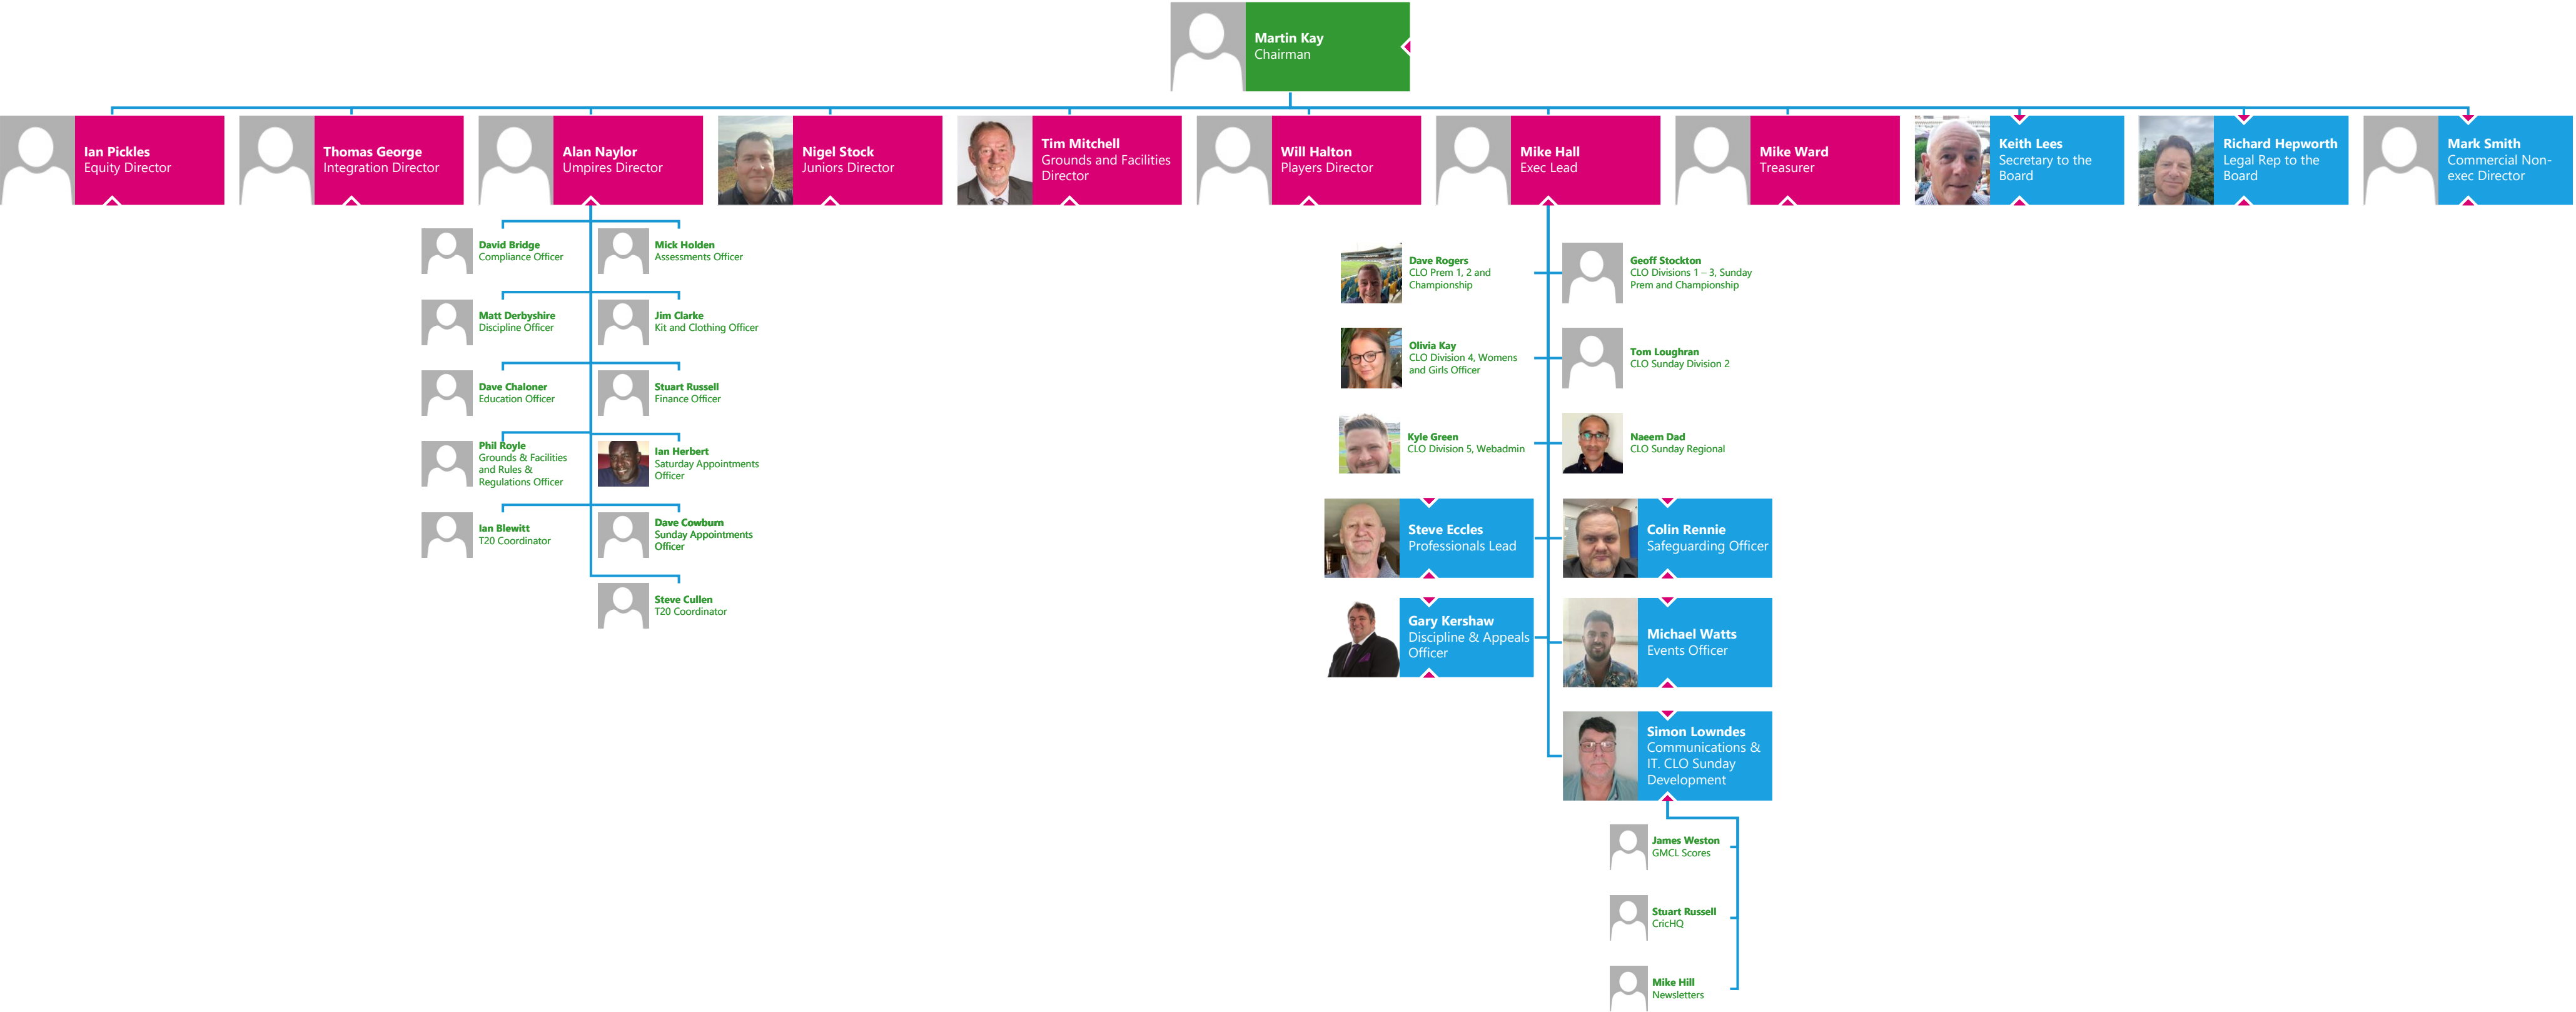 Martin Kay
Chairman
Ian Pickles
Equity Director
Thomas George
Integration Director
Alan Naylor
Umpires Director
Nigel Stock
Juniors Director
Tim Mitchell
Grounds and Facilities
Director
Will Halton
Players Director
Mike Hall
Exec Lead
Mike Ward
Treasurer
Keith Lees
Secretary to the
Board
Richard Hepworth
Legal Rep to the
Board
Mark Smith
Commercial Non-
exec Director
David Bridge
Compliance Officer
Mick Holden
Assessments Officer
Matt Derbyshire
Discipline Officer
Jim Clarke
Kit and Clothing Officer
Dave Chaloner
Education Officer
Stuart Russell
Finance Officer
Phil Royle
Grounds & Facilities
and Rules &
Regulations Officer
Ian Herbert
Saturday Appointments
Officer
Ian Blewitt
T20 Coordinator
Dave Cowburn
Sunday Appointments
Officer
Steve Cullen
T20 Coordinator
Dave Rogers
CLO Prem 1, 2 and
Championship
Geoff Stockton
CLO Divisions 1 – 3, Sunday
Prem and Championship
Olivia Kay
CLO Division 4, Womens
and Girls Officer
Tom Loughran
CLO Sunday Division 2
Kyle Green
CLO Division 5, Webadmin
Naeem Dad
CLO Sunday Regional
Steve Eccles
Professionals Lead
Colin Rennie
Safeguarding Officer
Gary Kershaw
Discipline & Appeals
Officer
Michael Watts
Events Officer
Simon Lowndes
Communications &
IT. CLO Sunday
Development
James Weston
GMCL Scores
Stuart Russell
CricHQ
Mike Hill
Newsletters